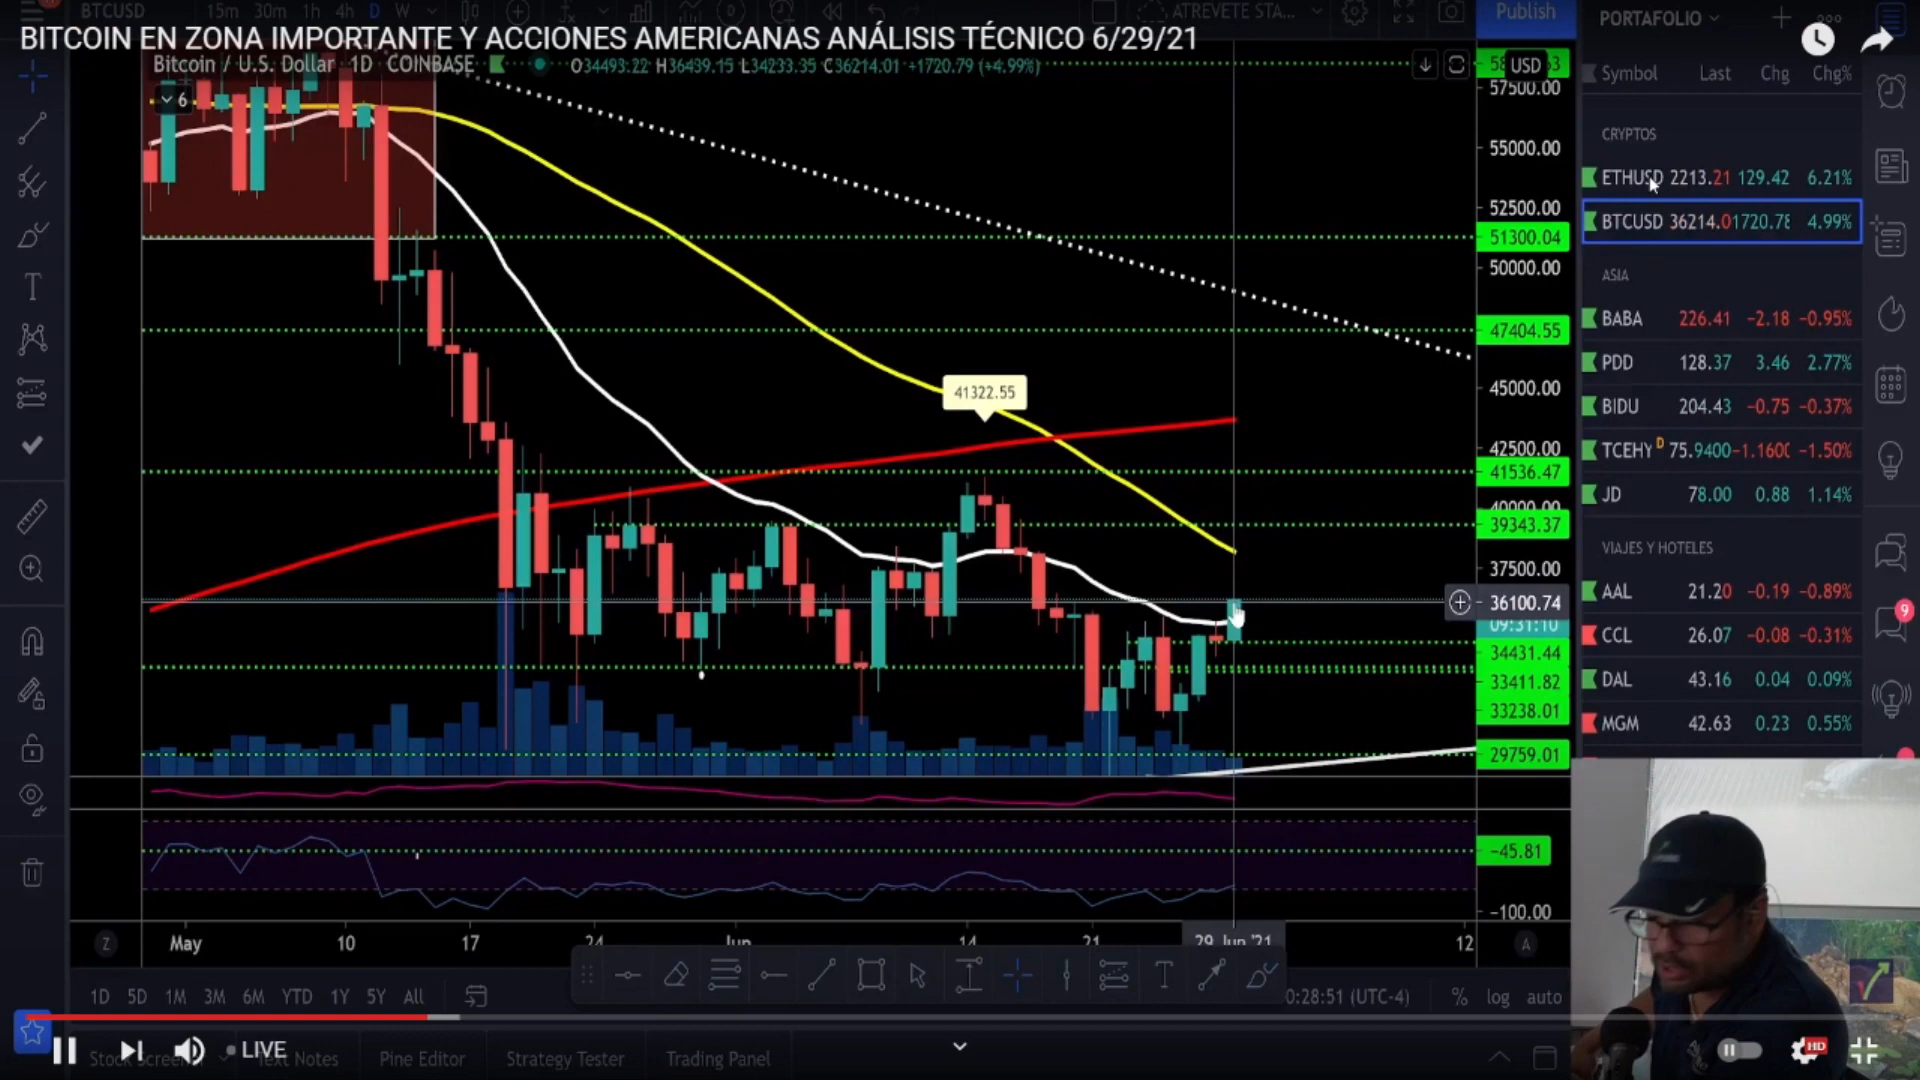 BTCUSD 15m 30m 1h 4h D W ATREVETE STA... Publish
BITCOIN EN ZONA IMPORTANTE Y ACCIONES AMERICANAS ANÁLISIS TÉCNICO 6/29/21
Bitcoin / U.S. Dollar 1D COINBASE O34493.22 H36439.15 L34233.35 C36214.01 +1720.79 (+4.99%)
6
USD
57500.00
55000.00
52500.00
51300.04
50000.00
47404.55
45000.00
41322.55
42500.00
41536.47
40000.00
39343.37
37500.00
36100.74
09:31:10
34431.44
33411.82
33238.01
29759.01
-45.81
-100.00
Z May 10 17 24 Jun 14 21 29 Jun '21 12 A
1D 5D 1M 3M 6M YTD 1Y 5Y All
0:28:51 (UTC-4) % log auto
LIVE
Text Notes Pine Editor Strategy Tester Trading Panel
HD
PORTAFOLIO
Symbol Last Chg Chg%
CRYPTOS
ETHUSD 2213.21 129.42 6.21%
BTCUSD 36214.0 1720.78 4.99%
ASIA
BABA 226.41 −2.18 −0.95%
PDD 128.37 3.46 2.77%
BIDU 204.43 −0.75 −0.37%
TCEHY D 75.9400 −1.1600 −1.50%
JD 78.00 0.88 1.14%
VIAJES Y HOTELES
AAL 21.20 −0.19 −0.89%
CCL 26.07 −0.08 −0.31%
DAL 43.16 0.04 0.09%
MGM 42.63 0.23 0.55%
9